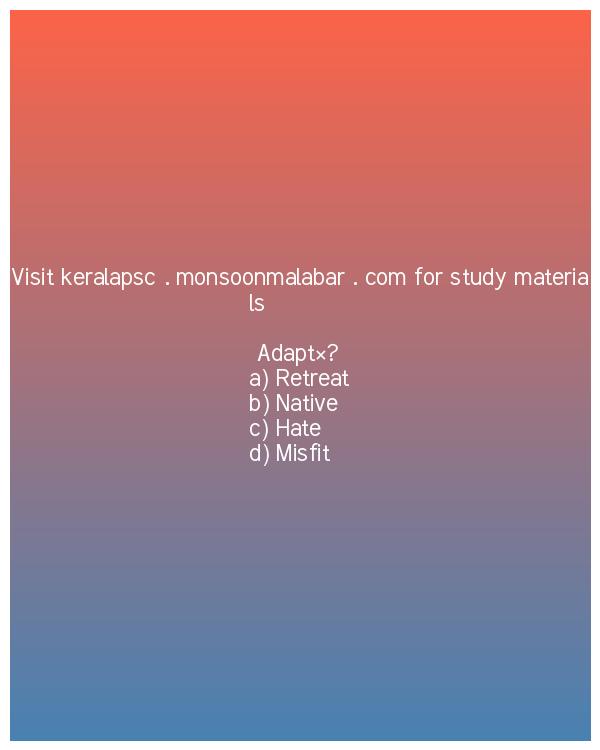 Visit keralapsc . monsoonmalabar . com for study materia
ls
Adapt×?
a) Retreat
b) Native
c) Hate
d) Misfit